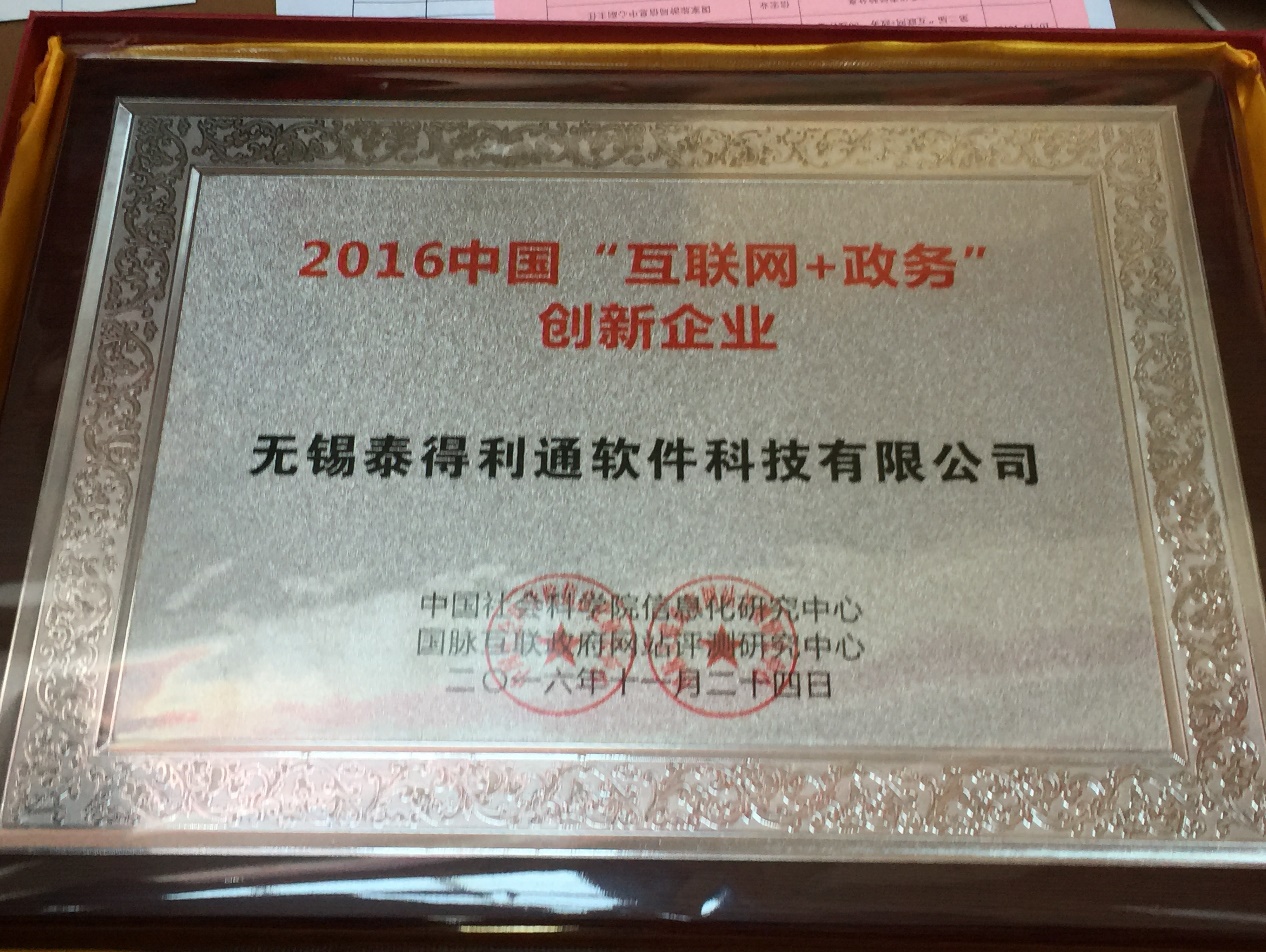 2016中国“互联网+政务”
创新企业
无锡泰得利通软件科技有限公司
中国社会科学院信息化研究中心
国脉互联政府网站评测研究中心
二〇一六年十一月二十四日